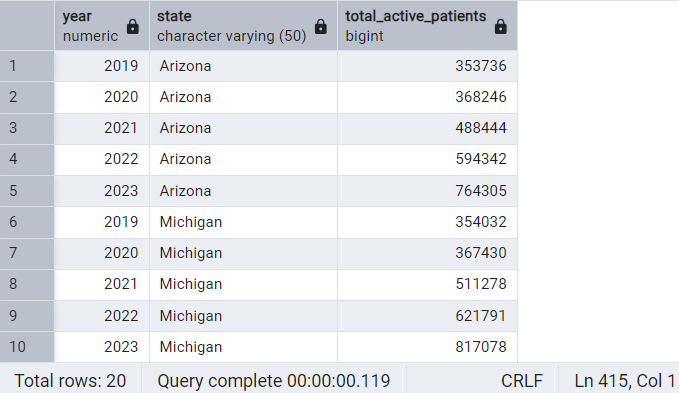 year state total_active_patients
numeric character varying (50) bigint
1 2019 Arizona 353736
2 2020 Arizona 368246
3 2021 Arizona 488444
4 2022 Arizona 594342
5 2023 Arizona 764305
6 2019 Michigan 354032
7 2020 Michigan 367430
8 2021 Michigan 511278
9 2022 Michigan 621791
10 2023 Michigan 817078
Total rows: 20 Query complete 00:00:00.119 CRLF Ln 415, Col 1